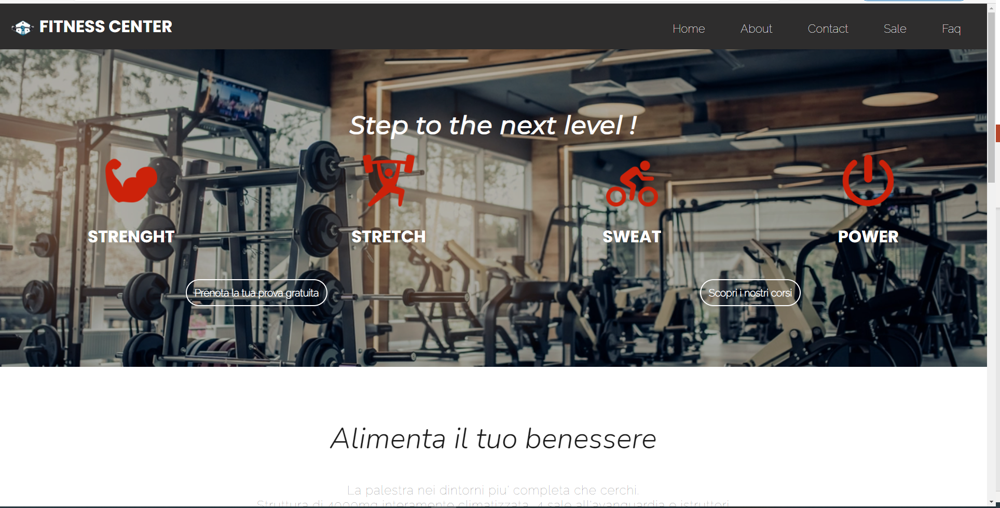 FITNESS CENTER
Home About Contact Sale Faq
Step to the next level !
STRENGHT STRETCH SWEAT POWER
Prenota la tua prova gratuita Scopri i nostri corsi
Alimenta il tuo benessere
La palestra nei dintorni piu' completa che cerchi.
Struttura di 4000mq interamente climatizzata, 4 sale all'avanguardia e istruttori